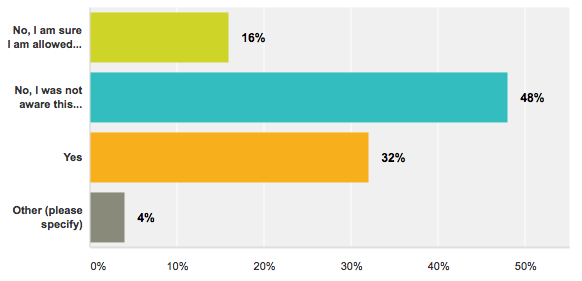 No, I am sure
I am allowed...
16%
No, I was not
aware this...
48%
Yes
32%
Other (please
specify)
4%
0% 10% 20% 30% 40% 50%